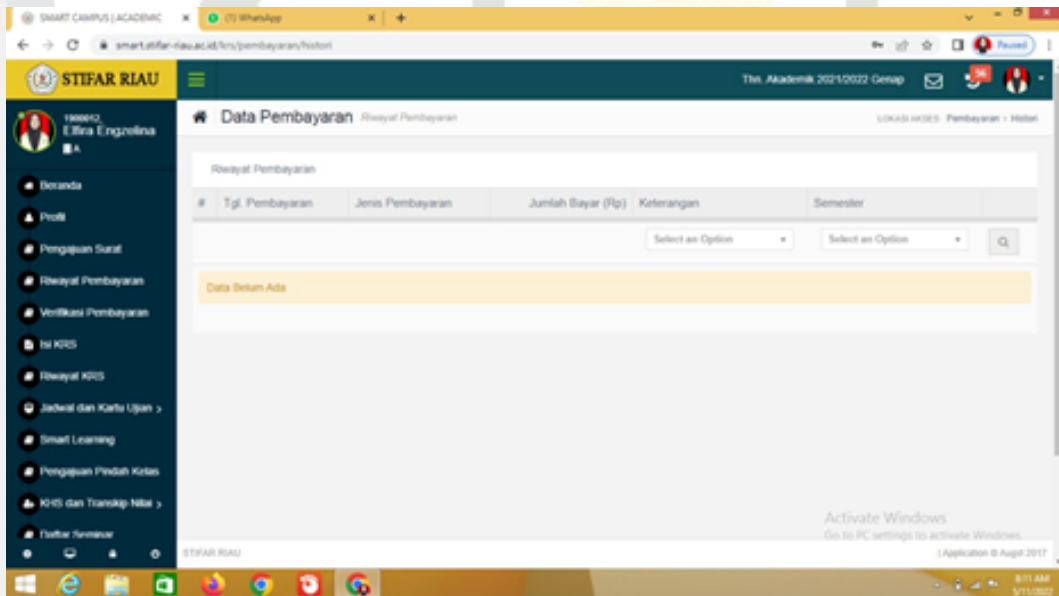 SMART CAMPUS | ACADEMIC
(1) WhatsApp
smart.stifar-riau.ac.id/krs/pembayaran/histori
Paused
STIFAR RIAU
Thn. Akademik 2021/2022 Genap
Elfira Engzelina
A
Data Pembayaran Riwayat Pembayaran
LOKASI AKSES: Pembayaran > Histori
Riwayat Pembayaran
# Tgl. Pembayaran Jenis Pembayaran Jumlah Bayar (Rp) Keterangan Semester
Select an Option Select an Option
Data Belum Ada
Beranda
Profil
Pengajuan Surat
Riwayat Pembayaran
Verifikasi Pembayaran
Isi KRS
Riwayat KRS
Jadwal dan Kartu Ujian >
Smart Learning
Pengajuan Pindah Kelas
KHS dan Transkip Nilai >
Daftar Seminar
Activate Windows
Go to PC settings to activate Windows.
STIFAR RIAU
| Application © August 2017
8:11 AM
5/11/2022